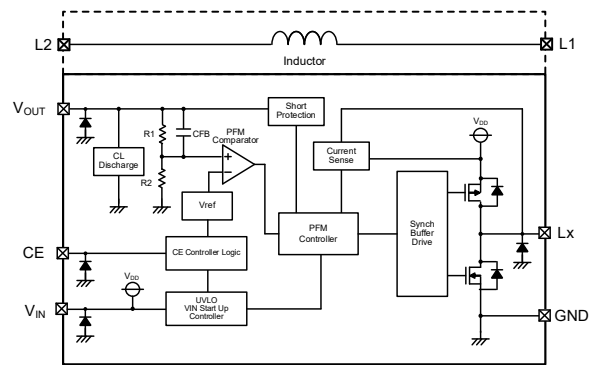 L2
L1
Inductor
VOUT
Short
Protection
R1
CFB
PFM
Comparator
VDD
Current
Sense
CL
Discharge
R2
+
−
Vref
PFM
Controller
Synch
Buffer
Drive
Lx
CE
CE Controller Logic
VDD
UVLO
VIN Start Up
Controller
VIN
GND